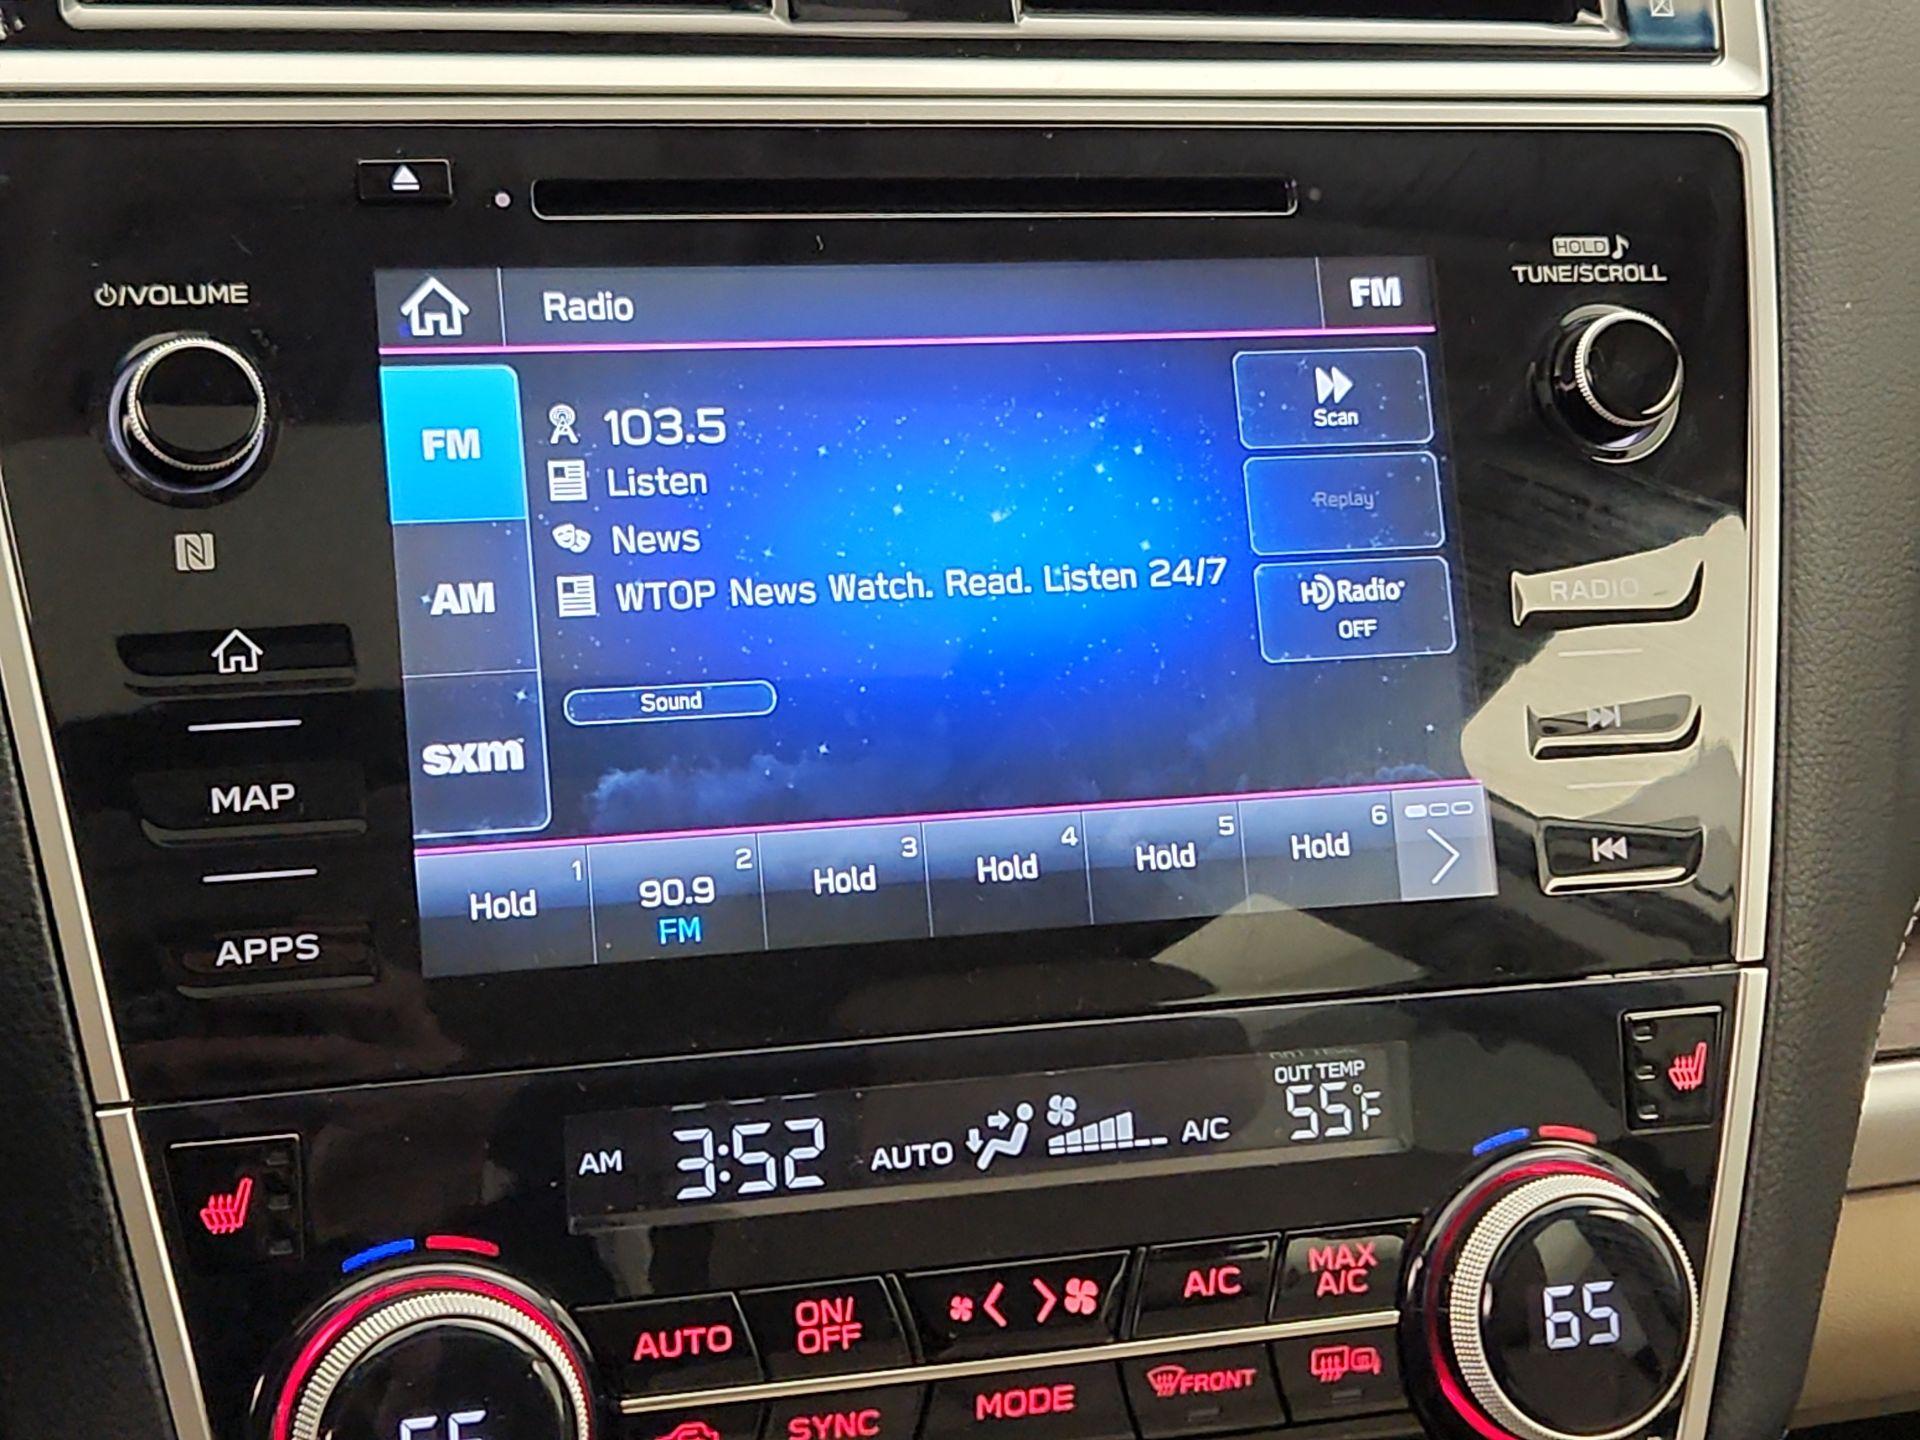 HOLD
⏻/VOLUME
TUNE/SCROLL
Radio
FM
Scan
FM
103.5
Listen
Replay
News
AM
WTOP News Watch. Read. Listen 24/7
HD Radio
OFF
RADIO
Sound
sxm
MAP
1
Hold
2
90.9
FM
3
Hold
4
Hold
5
Hold
6
Hold
APPS
OUT TEMP
AM 3:52 AUTO A/C 55°F
AUTO
ON/
OFF
A/C
MAX
A/C
65
SYNC
MODE
FRONT